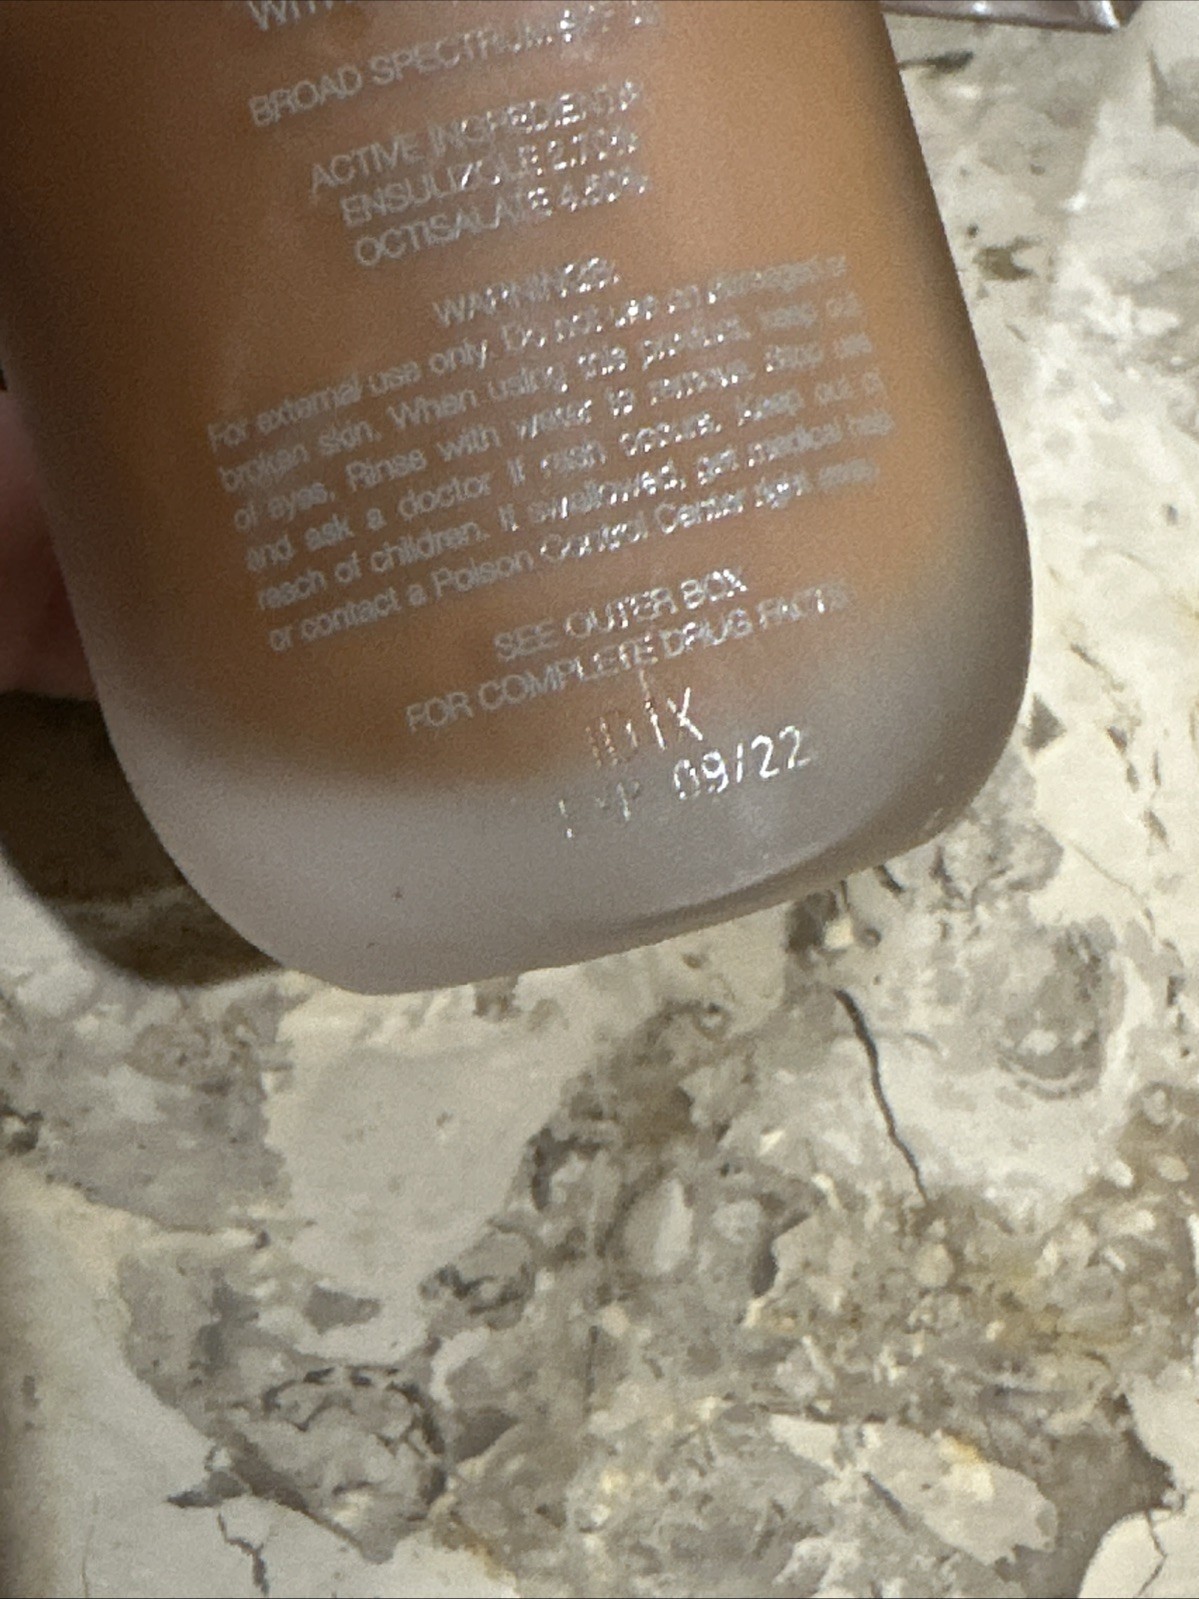 BROAD SPECTRUM SPF
ACTIVE INGREDIENTS:
ENSULIZOLE 2.70%
OCTISALATE 4.50%
WARNINGS:
For external use only. Do not use on damaged or
broken skin. When using this product, keep out
of eyes. Rinse with water to remove. Stop use
and ask a doctor if rash occurs. Keep out of
reach of children. If swallowed, get medical help
or contact a Poison Control Center right away.
SEE OUTER BOX
FOR COMPLETE DRUG FACTS
EXP 09/22